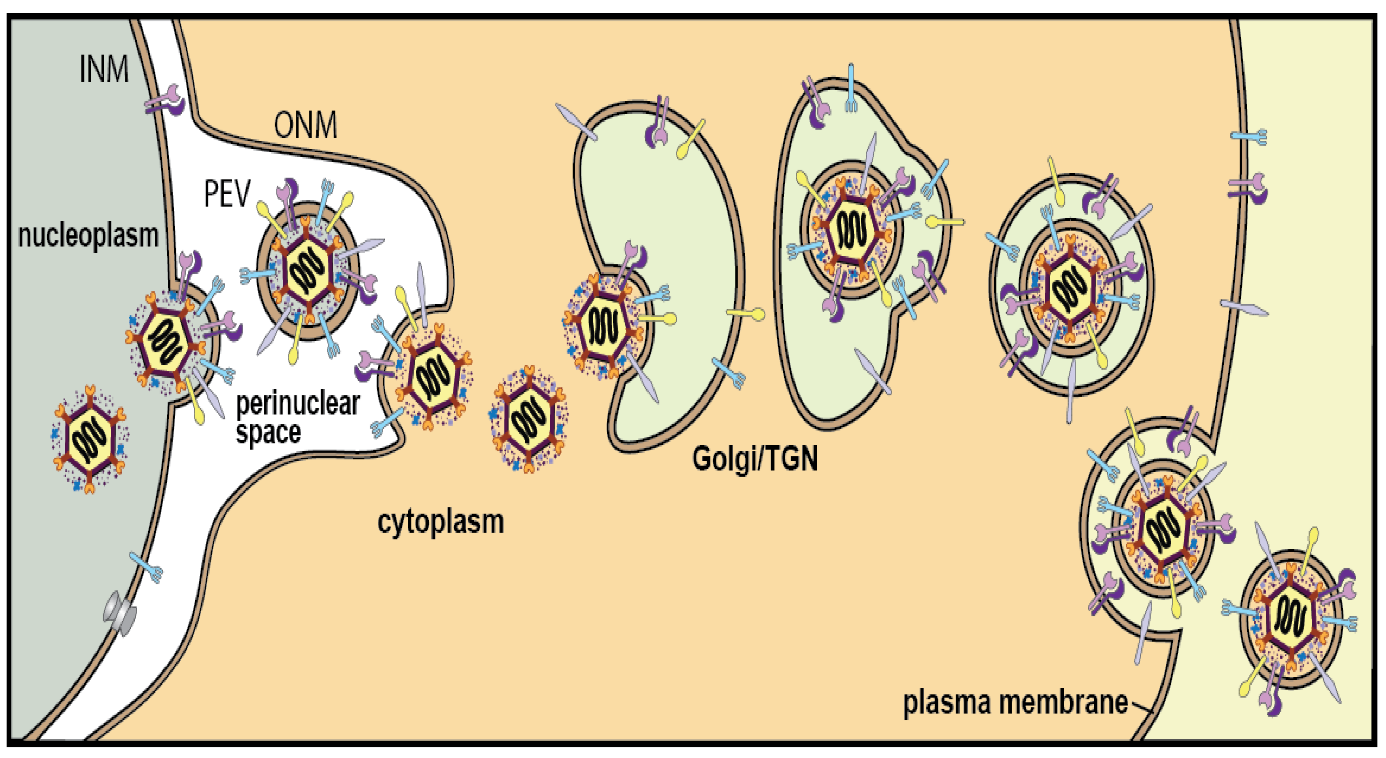 INM
ONM
PEV
nucleoplasm
perinuclear
space
Golgi/TGN
cytoplasm
plasma membrane